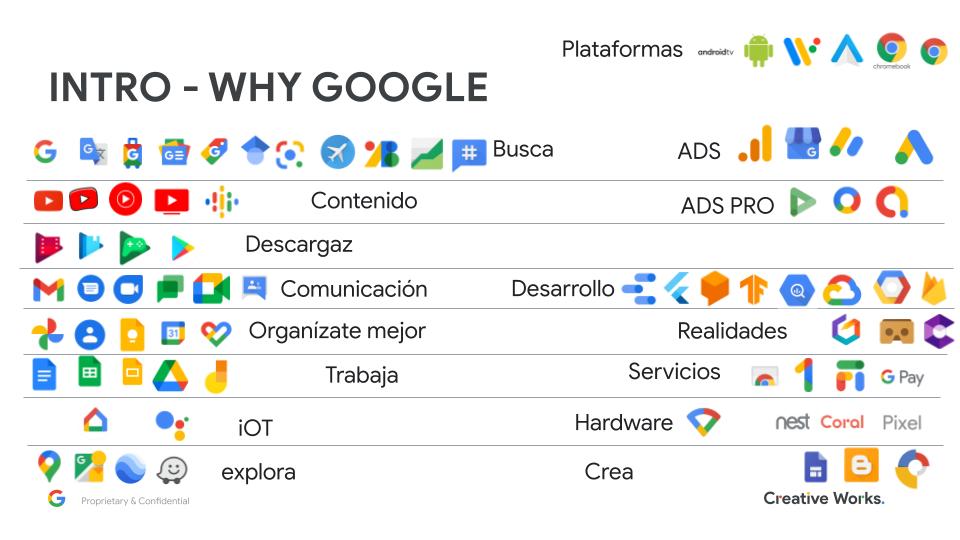 Plataformas androidtv
chromebook
INTRO - WHY GOOGLE
Busca ADS
Contenido ADS PRO
Descargaz
Comunicación Desarrollo
31
Organízate mejor Realidades
Trabaja Servicios G Pay
iOT Hardware nest Coral Pixel
explora Crea
Proprietary & Confidential Creative Works.